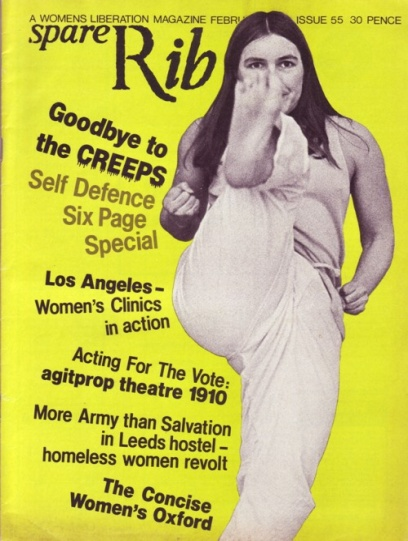 A WOMENS LIBERATION MAGAZINE FEBRU ISSUE 55 30 PENCE
spare Rib
Goodbye to
the CREEPS
Self Defence
Six Page
Special
Los Angeles –
Women's Clinics
in action
Acting For The Vote:
agitprop theatre 1910
More Army than Salvation
in Leeds hostel –
homeless women revolt
The Concise
Women's Oxford